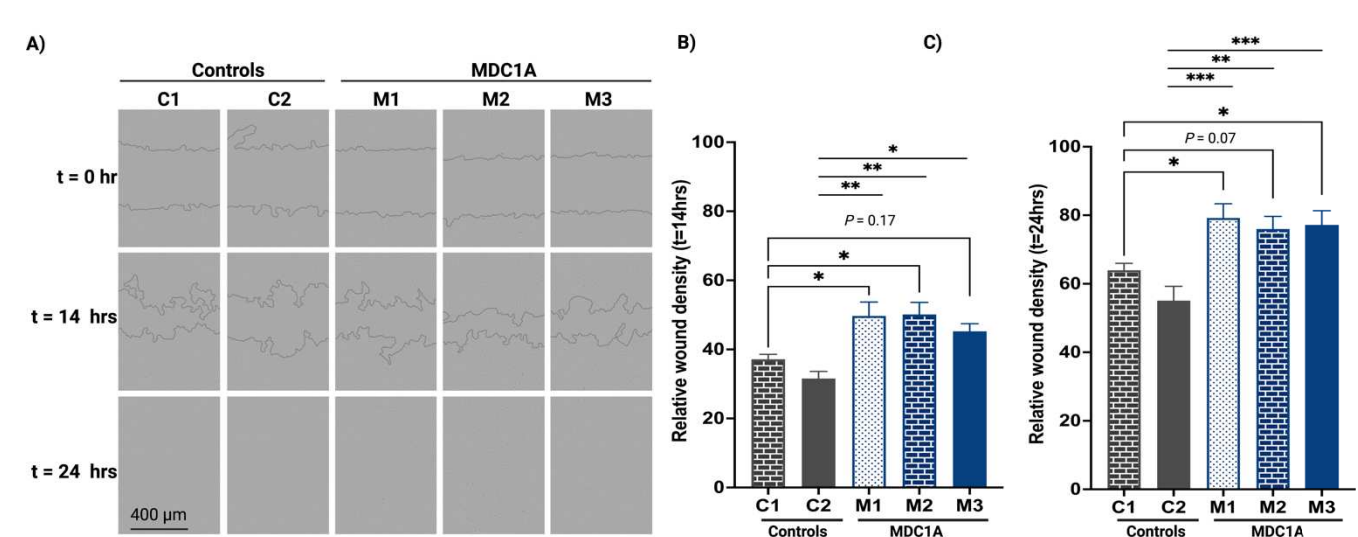 A)
Controls MDC1A
C1 C2 M1 M2 M3
t = 0 hr
t = 14 hrs
t = 24 hrs
400 µm
B)
Relative wound density (t=14hrs)
100
80
60
40
20
0
*
**
**
P = 0.17
*
*
C1 C2 M1 M2 M3
Controls MDC1A
C)
Relative wound density (t=24hrs)
100
80
60
40
20
0
***
**
***
*
P = 0.07
*
C1 C2 M1 M2 M3
Controls MDC1A